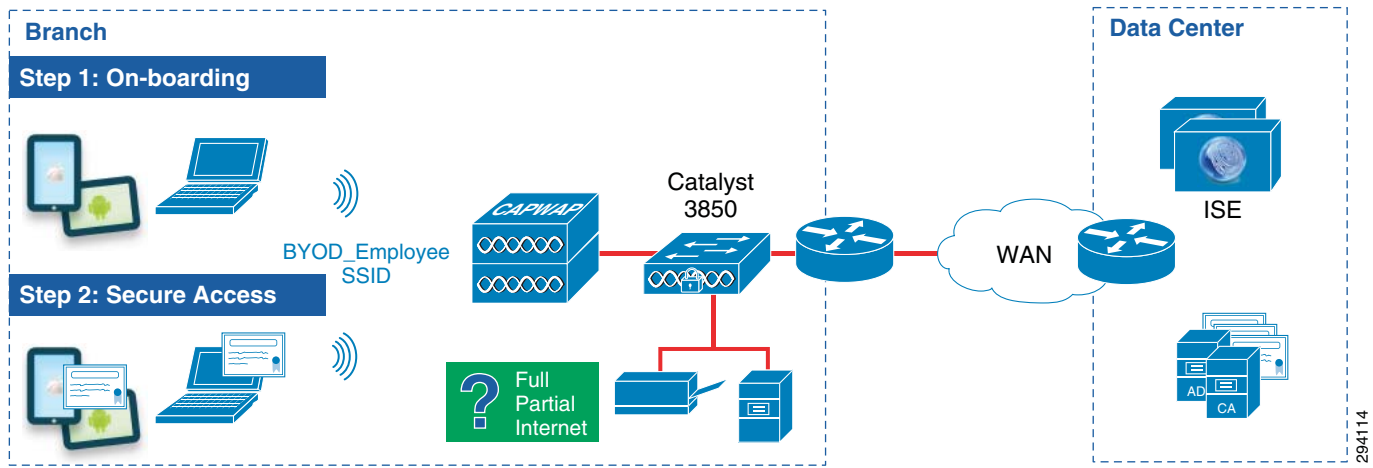 Branch
Data Center
Step 1: On-boarding
CAPWAP
Catalyst
3850
ISE
BYOD_Employee
SSID
WAN
Step 2: Secure Access
?
Full
Partial
Internet
AD
CA
294114